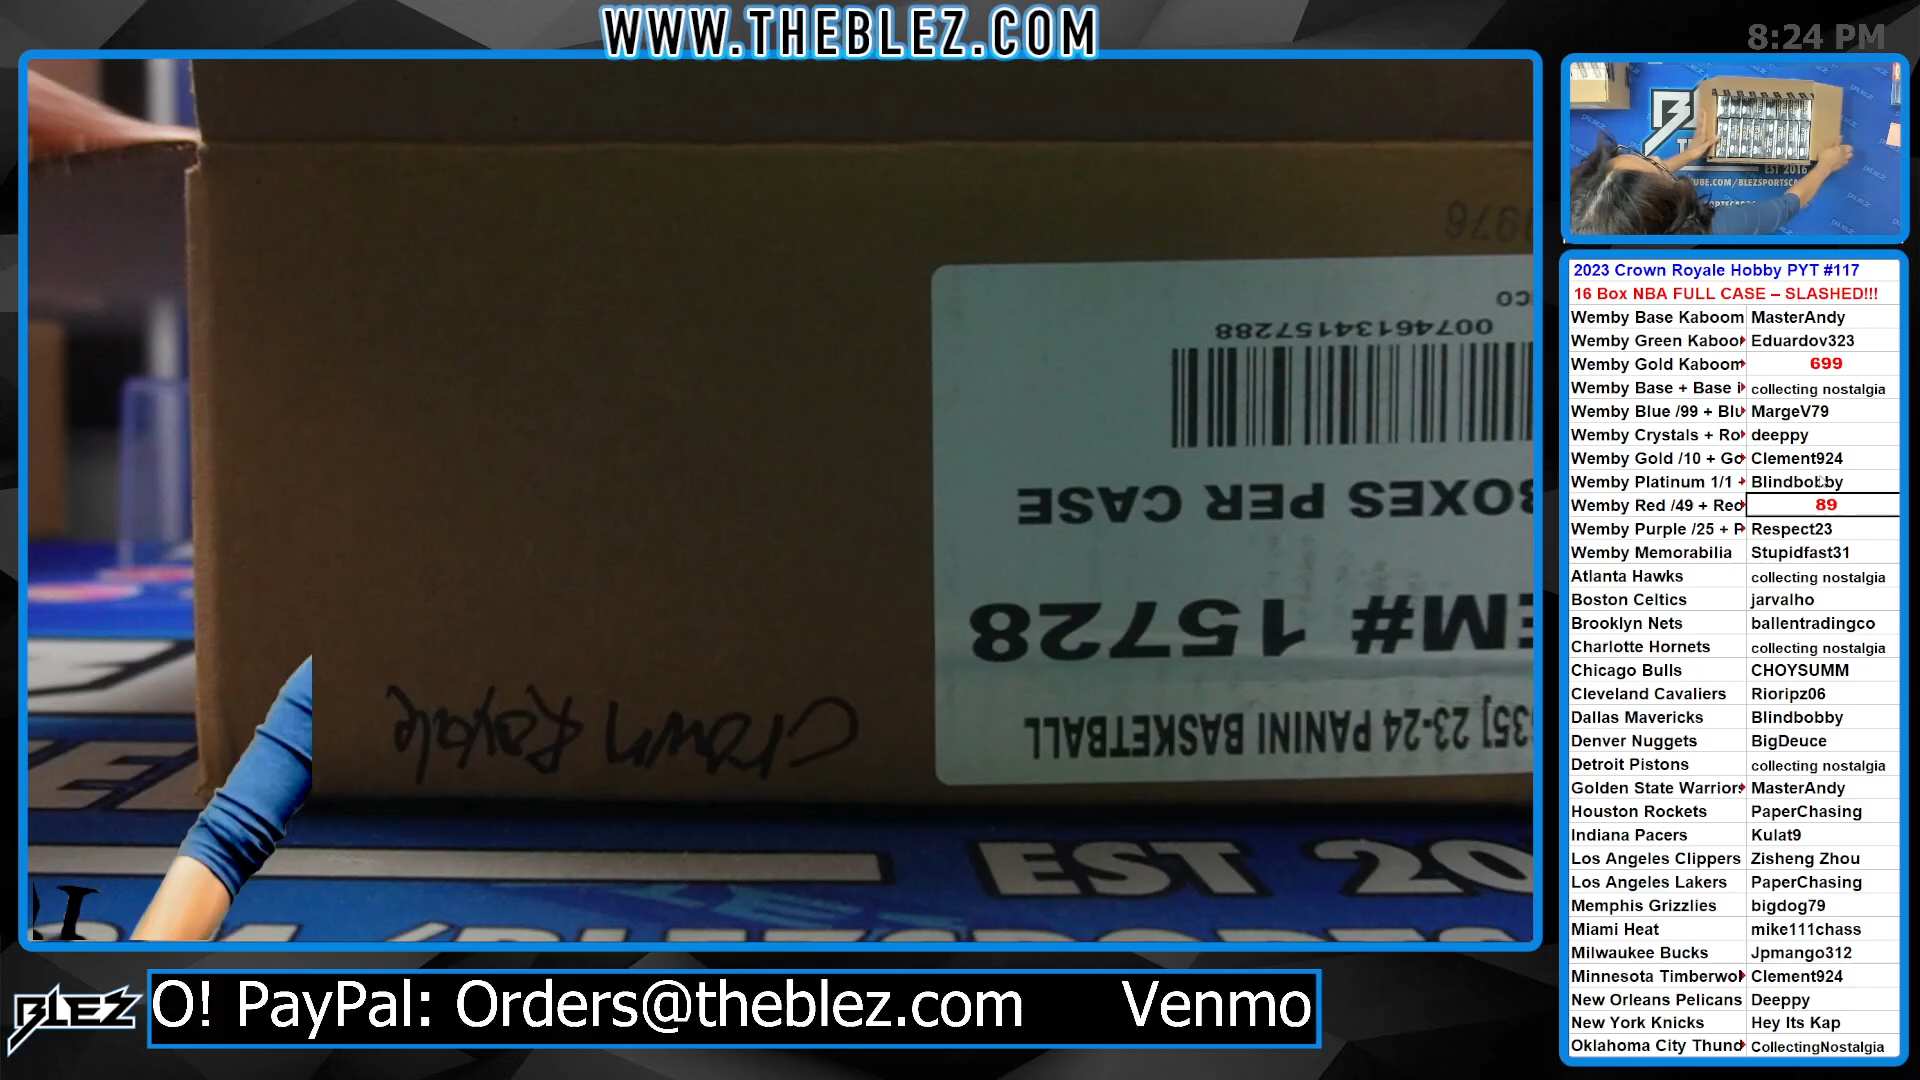 WWW.THEBLEZ.COM
8:24 PM
00746134157288
BOXES PER CASE
15728
23-24 PANINI BASKETBALL
Crown Royale
EST 20
BLEZ
O! PayPal: Orders@theblez.com Venmo
EST 2016
2023 Crown Royale Hobby PYT #117
16 Box NBA FULL CASE – SLASHED!!!
Wemby Base Kaboom MasterAndy
Wemby Green Kaboo Eduardov323
Wemby Gold Kaboom 699
Wemby Base + Base i collecting nostalgia
Wemby Blue /99 + Blu MargeV79
Wemby Crystals + Ro deeppy
Wemby Gold /10 + Go Clement924
Wemby Platinum 1/1 + Blindbobby
Wemby Red /49 + Red 89
Wemby Purple /25 + P Respect23
Wemby Memorabilia Stupidfast31
Atlanta Hawks collecting nostalgia
Boston Celtics jarvalho
Brooklyn Nets ballentradingco
Charlotte Hornets collecting nostalgia
Chicago Bulls CHOYSUMM
Cleveland Cavaliers Rioripz06
Dallas Mavericks Blindbobby
Denver Nuggets BigDeuce
Detroit Pistons collecting nostalgia
Golden State Warriors MasterAndy
Houston Rockets PaperChasing
Indiana Pacers Kulat9
Los Angeles Clippers Zisheng Zhou
Los Angeles Lakers PaperChasing
Memphis Grizzlies bigdog79
Miami Heat mike111chass
Milwaukee Bucks Jpmango312
Minnesota Timberwol Clement924
New Orleans Pelicans Deeppy
New York Knicks Hey Its Kap
Oklahoma City Thund CollectingNostalgia